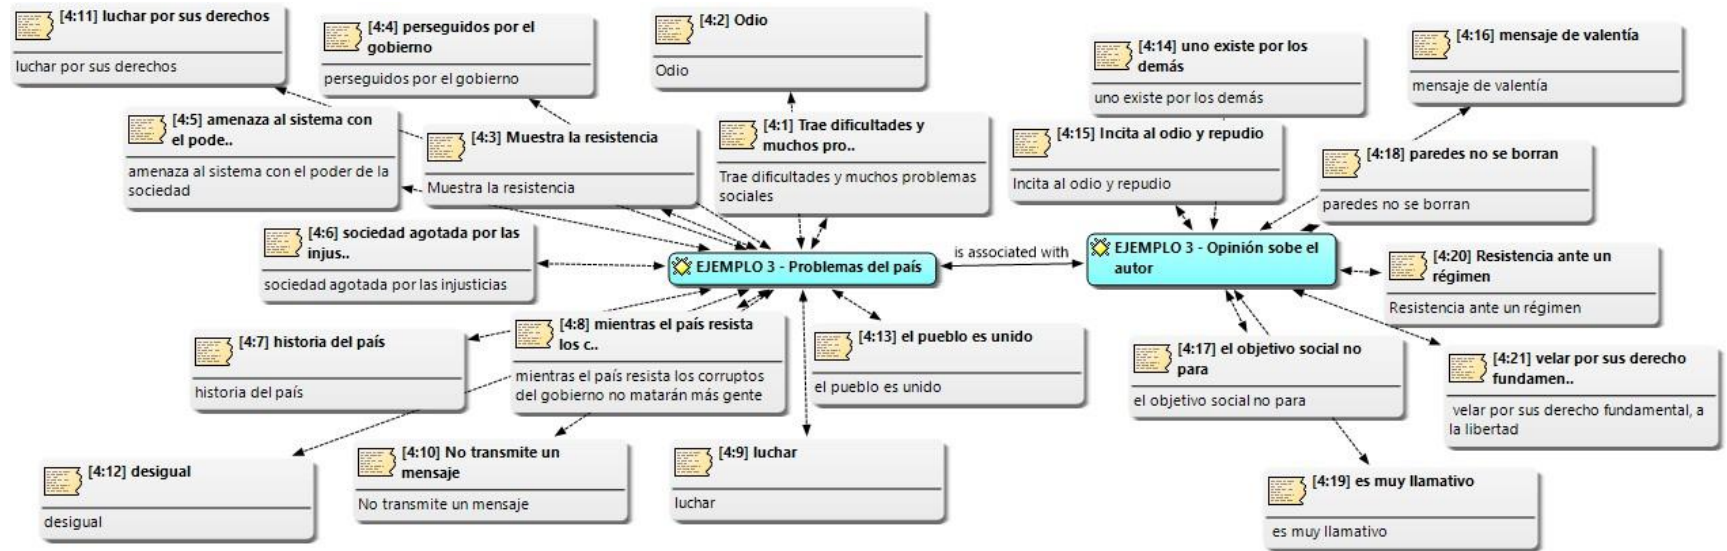 [4:11] luchar por sus derechos
luchar por sus derechos
[4:4] perseguidos por el
gobierno
perseguidos por el gobierno
[4:2] Odio
Odio
[4:14] uno existe por los
demás
uno existe por los demás
[4:16] mensaje de valentía
mensaje de valentía
[4:5] amenaza al sistema con
el pode..
amenaza al sistema con el poder de la
sociedad
[4:3] Muestra la resistencia
Muestra la resistencia
[4:1] Trae dificultades y
muchos pro..
Trae dificultades y muchos problemas
sociales
[4:15] Incita al odio y repudio
Incita al odio y repudio
[4:18] paredes no se borran
paredes no se borran
[4:6] sociedad agotada por las
injus..
sociedad agotada por las injusticias
EJEMPLO 3 - Problemas del país
is associated with
EJEMPLO 3 - Opinión sobe el
autor
[4:20] Resistencia ante un
régimen
Resistencia ante un régimen
[4:7] historia del país
historia del país
[4:8] mientras el país resista
los c..
mientras el país resista los corruptos
del gobierno no matarán más gente
[4:13] el pueblo es unido
el pueblo es unido
[4:17] el objetivo social no
para
el objetivo social no para
[4:21] velar por sus derecho
fundamen..
velar por sus derecho fundamental, a
la libertad
[4:12] desigual
desigual
[4:10] No transmite un
mensaje
No transmite un mensaje
[4:9] luchar
luchar
[4:19] es muy llamativo
es muy llamativo